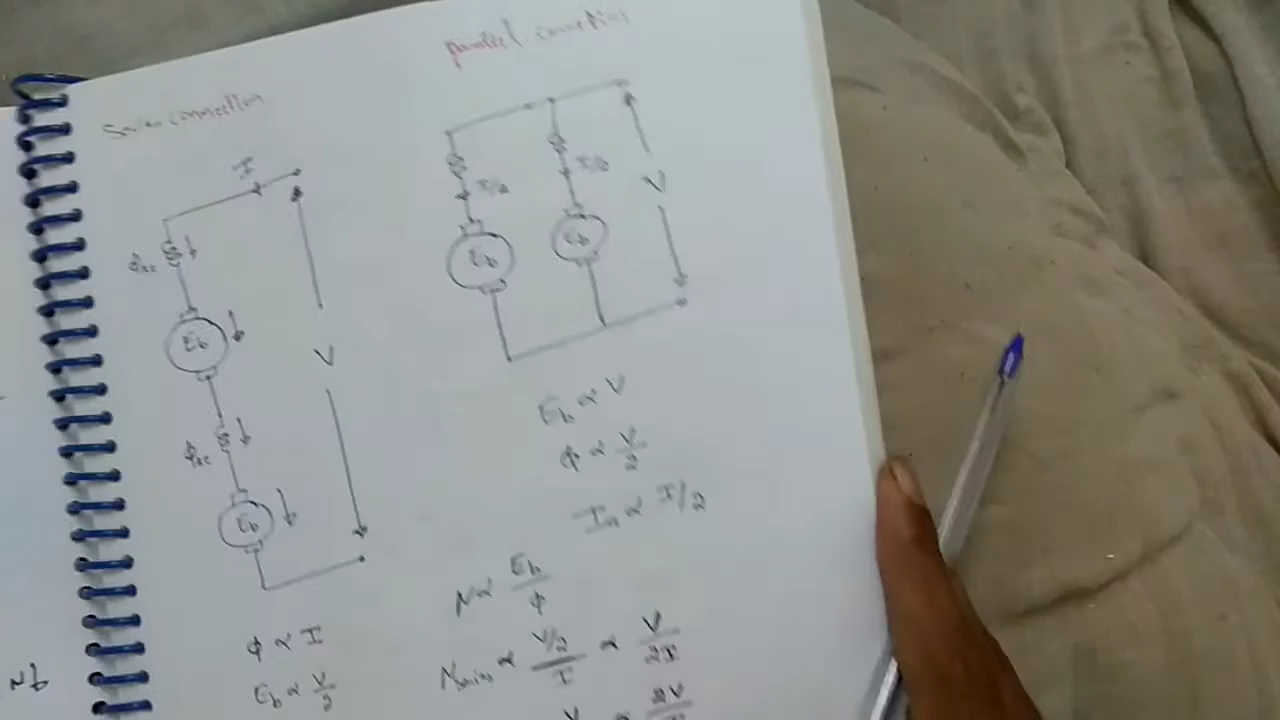 Series connection
I
φse
Eb
V
φse
Eb
φ ∝ I
Eb ∝ V/2
parallel connection
I/2
I/2
V
Eb
Eb
Eb ∝ V
φ ∝ V/2
Ia ∝ I/2
N ∝ Eb/φ
Nseries ∝ (V/2)/I ∝ V/2I
V ∝ 2V